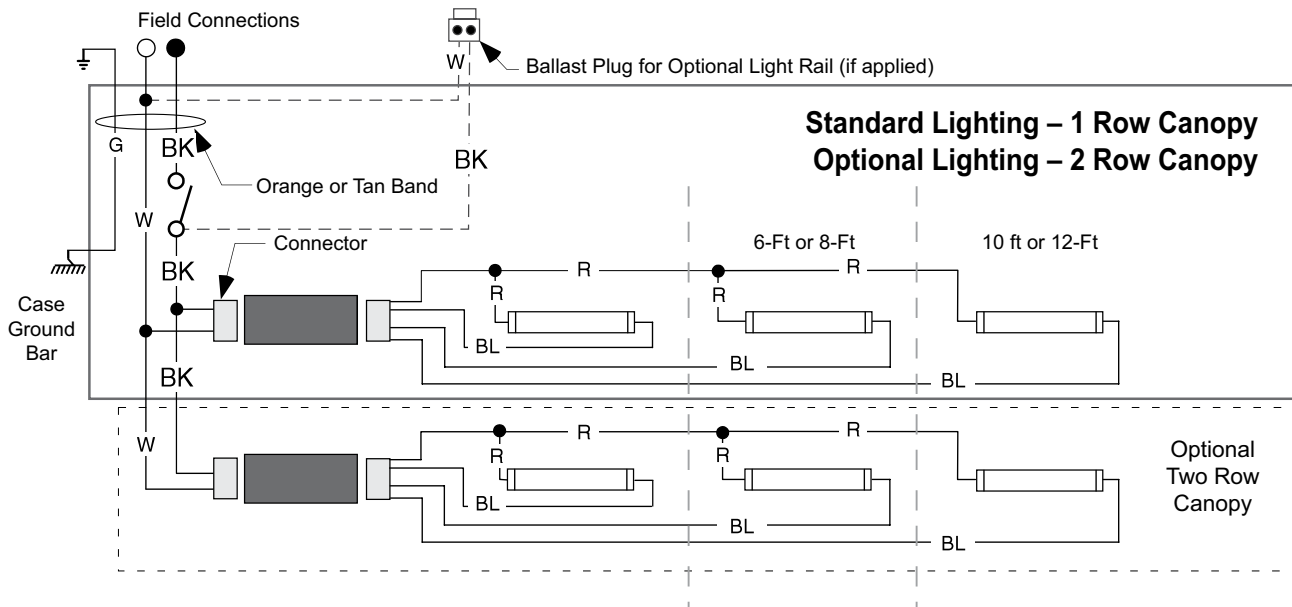 Field Connections
W
Ballast Plug for Optional Light Rail (if applied)
Standard Lighting – 1 Row Canopy
Optional Lighting – 2 Row Canopy
G
BK
BK
Orange or Tan Band
W
Connector
6-Ft or 8-Ft
10 ft or 12-Ft
BK
R
R
R
R
Case
Ground
Bar
BL
BL
BK
BL
W
R
R
R
R
Optional
Two Row
Canopy
BL
BL
BL